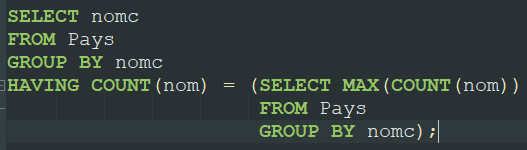 SELECT nomc
FROM Pays
GROUP BY nomc
HAVING COUNT(nom) = (SELECT MAX(COUNT(nom))
FROM Pays
GROUP BY nomc);